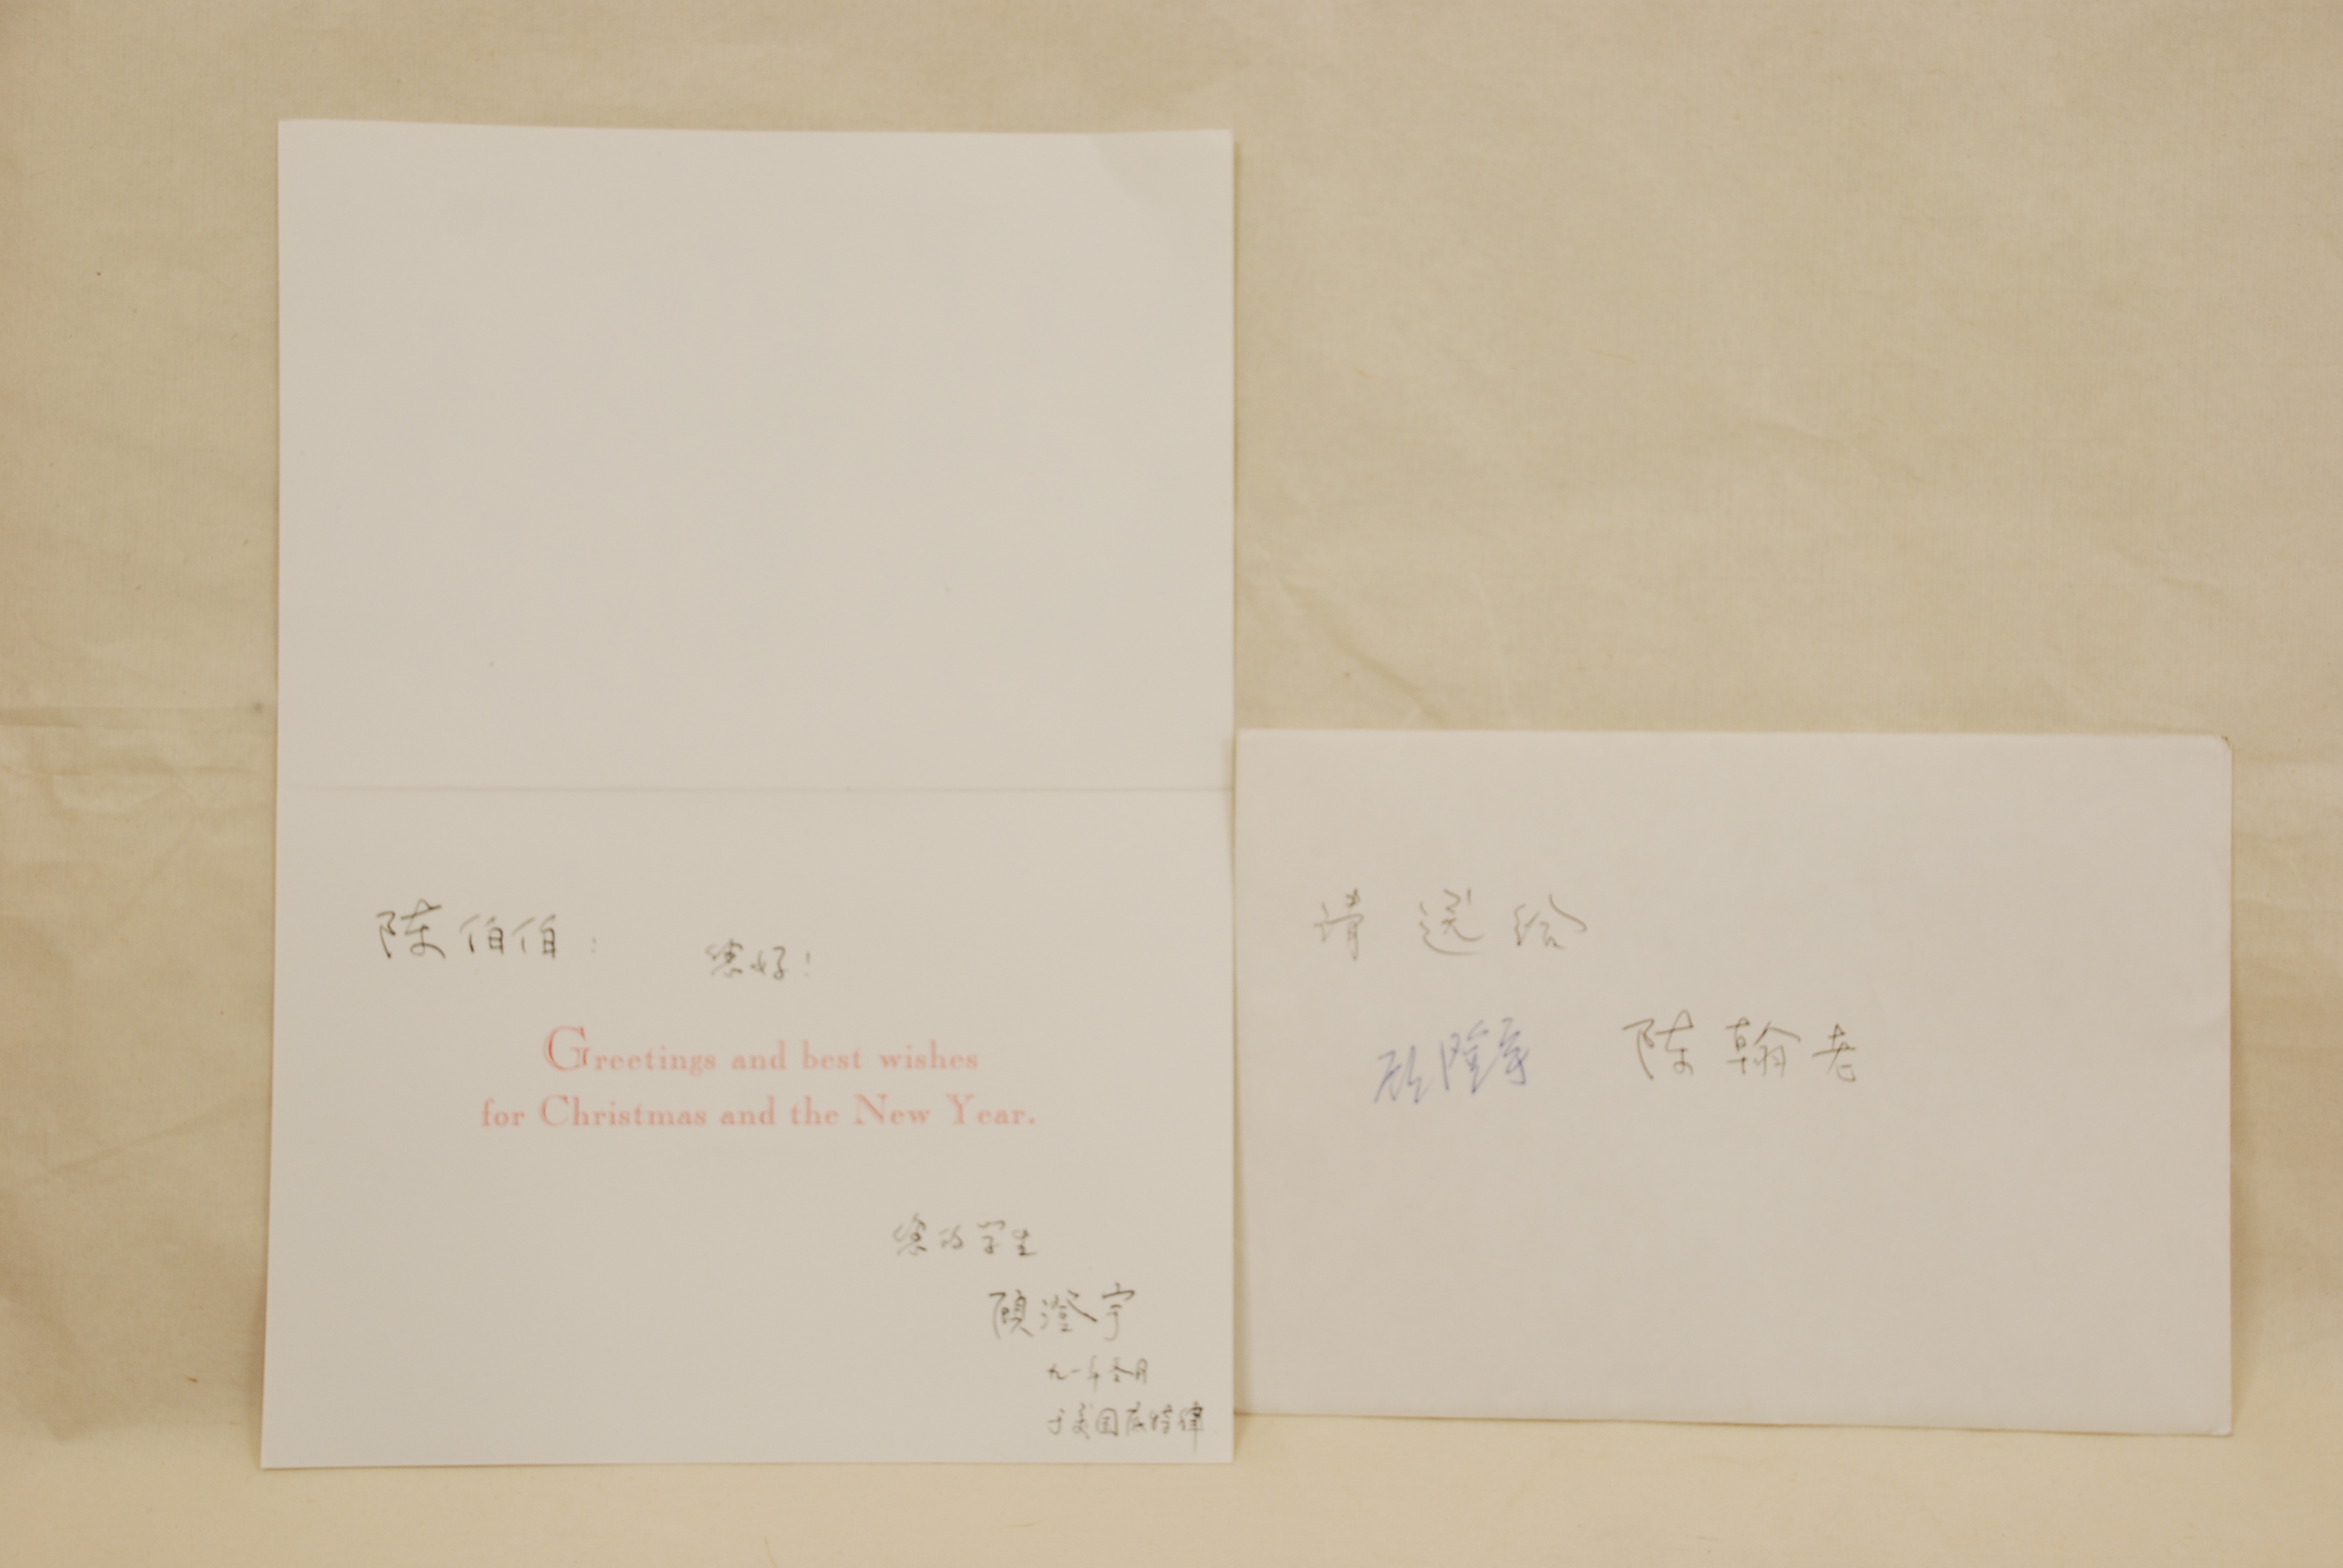 陈伯伯：
您好！
Greetings and best wishes
for Christmas and the New Year.
您的学生
顾澄宇
九一年冬月
于美国底特律
请送给
陈翰老